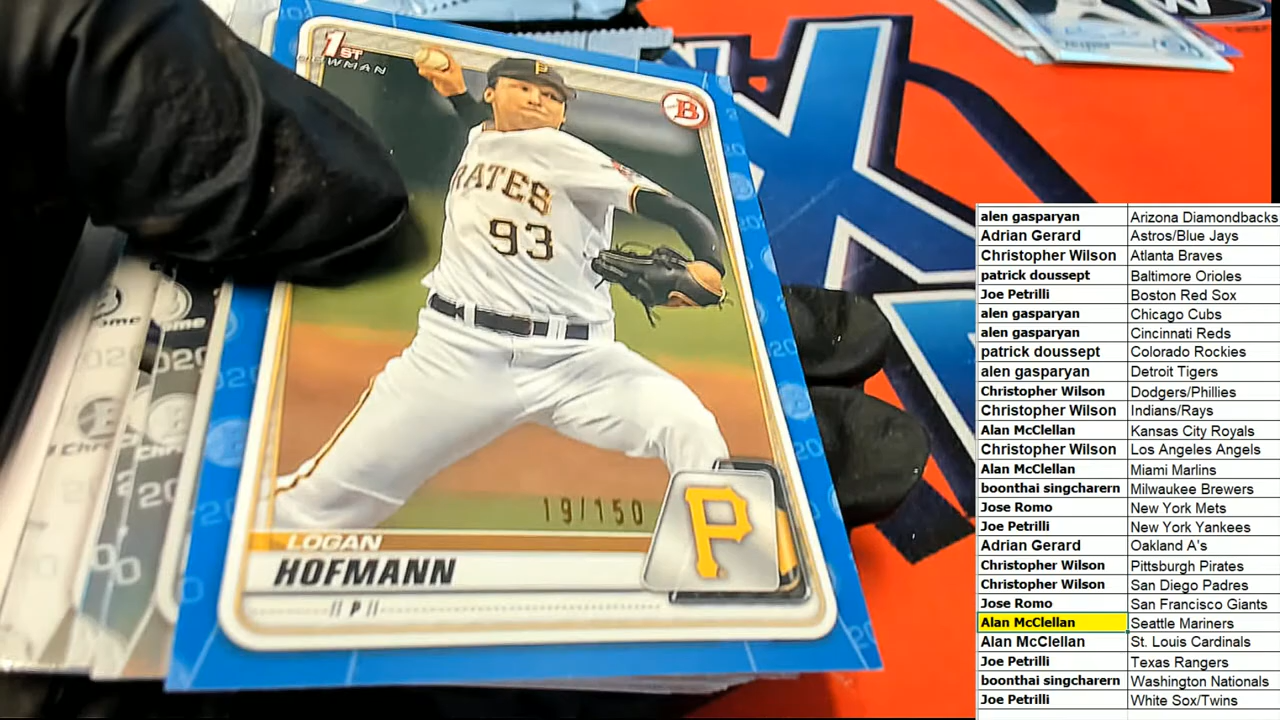 1ST
BOWMAN
B
P
PIRATES
93
19/150
P
LOGAN
HOFMANN
P
alen gasparyan Arizona Diamondbacks
Adrian Gerard Astros/Blue Jays
Christopher Wilson Atlanta Braves
patrick doussept Baltimore Orioles
Joe Petrilli Boston Red Sox
alen gasparyan Chicago Cubs
alen gasparyan Cincinnati Reds
patrick doussept Colorado Rockies
alen gasparyan Detroit Tigers
Christopher Wilson Dodgers/Phillies
Christopher Wilson Indians/Rays
Alan McClellan Kansas City Royals
Christopher Wilson Los Angeles Angels
Alan McClellan Miami Marlins
boonthai singcharern Milwaukee Brewers
Jose Romo New York Mets
Joe Petrilli New York Yankees
Adrian Gerard Oakland A's
Christopher Wilson Pittsburgh Pirates
Christopher Wilson San Diego Padres
Jose Romo San Francisco Giants
Alan McClellan Seattle Mariners
Alan McClellan St. Louis Cardinals
Joe Petrilli Texas Rangers
boonthai singcharern Washington Nationals
Joe Petrilli White Sox/Twins